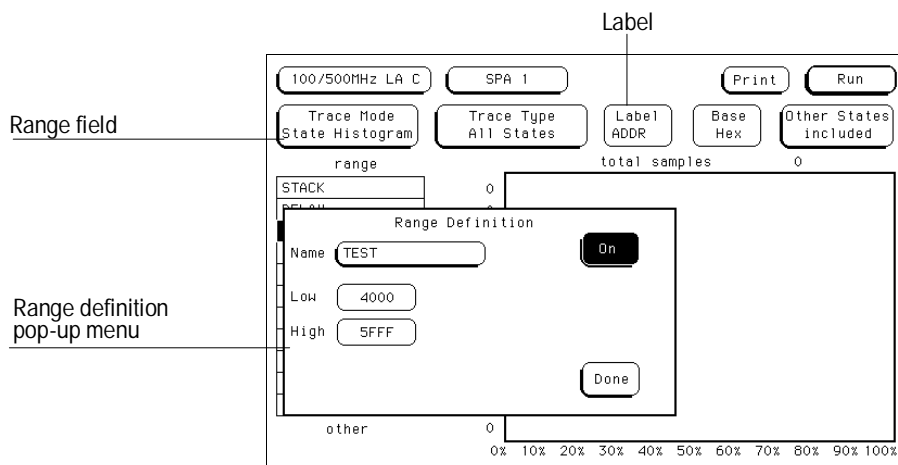 Label
100/500MHz LA C
SPA 1
Print
Run
Range field
Trace Mode
State Histogram
Trace Type
All States
Label
ADDR
Base
Hex
Other States
included
range
total samples 0
STACK 0
Range Definition
Name TEST
On
Low 4000
Range definition
pop-up menu
High 5FFF
Done
other 0
0% 10% 20% 30% 40% 50% 60% 70% 80% 90% 100%